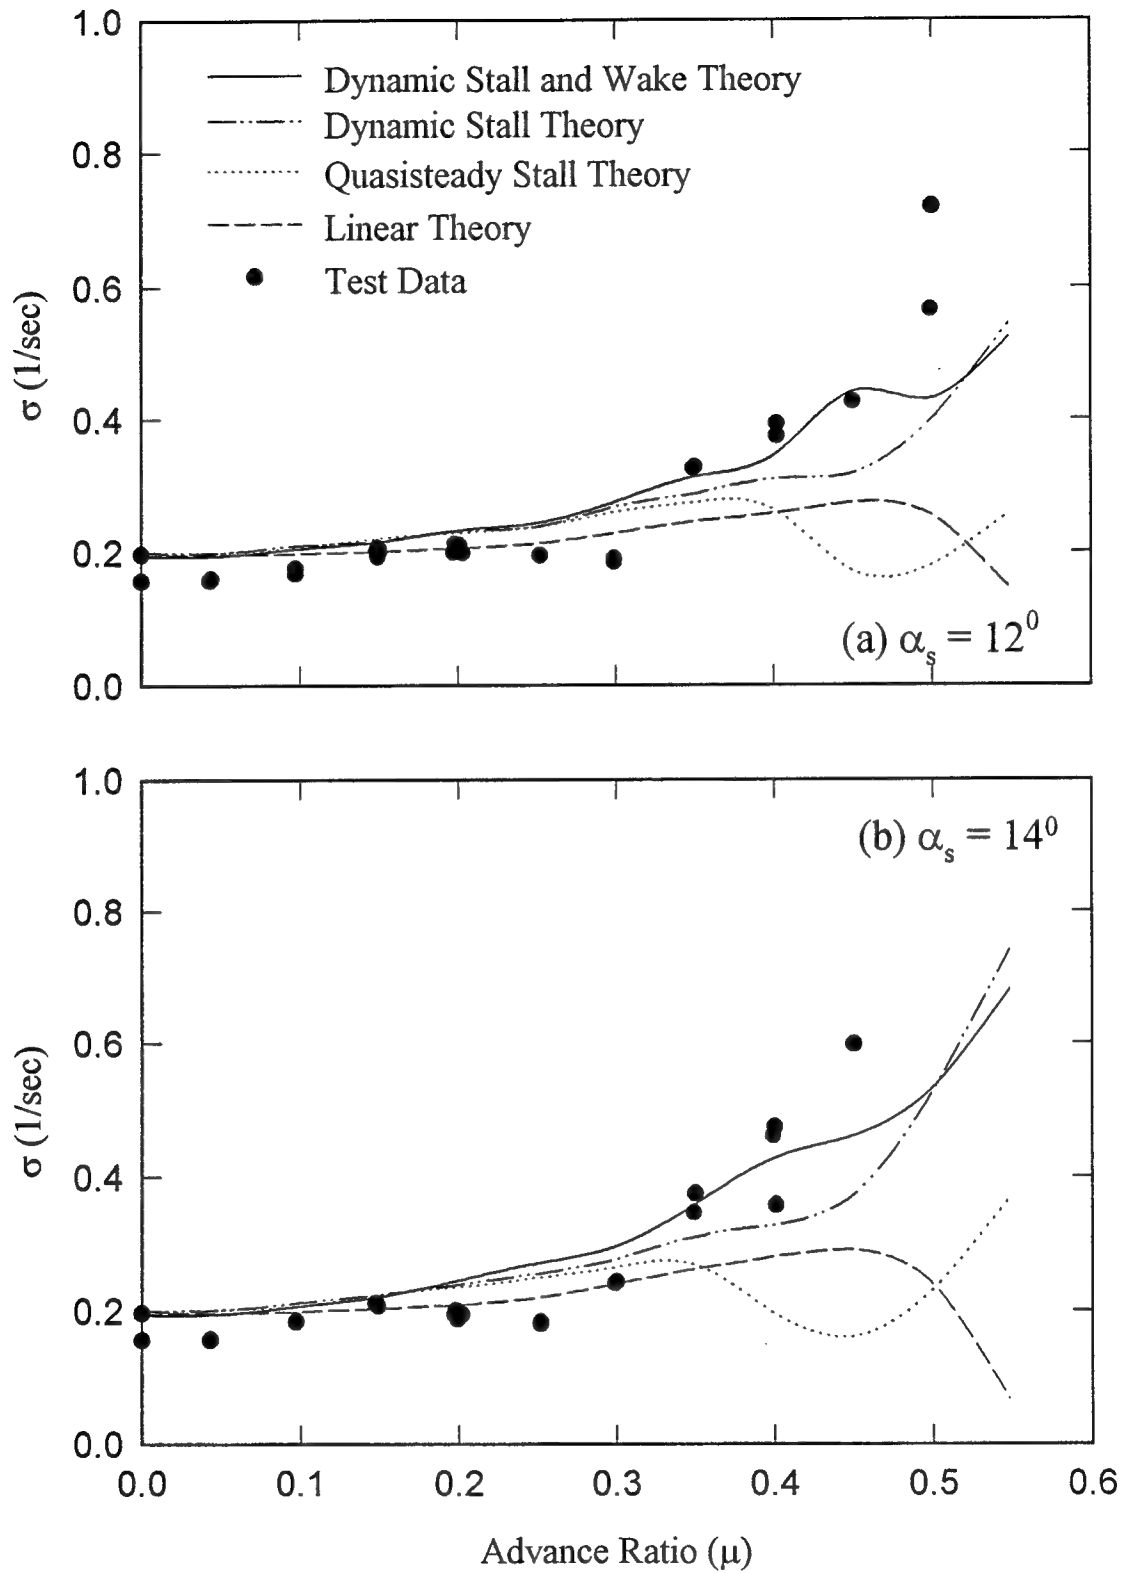 1.0
Dynamic Stall and Wake Theory
Dynamic Stall Theory
0.8
Quasisteady Stall Theory
Linear Theory
Test Data
0.6
σ (1/sec)
0.4
0.2
(a) αs = 12⁰
0.0
1.0
(b) αs = 14⁰
0.8
0.6
σ (1/sec)
0.4
0.2
0.0
0.0 0.1 0.2 0.3 0.4 0.5 0.6
Advance Ratio (μ)